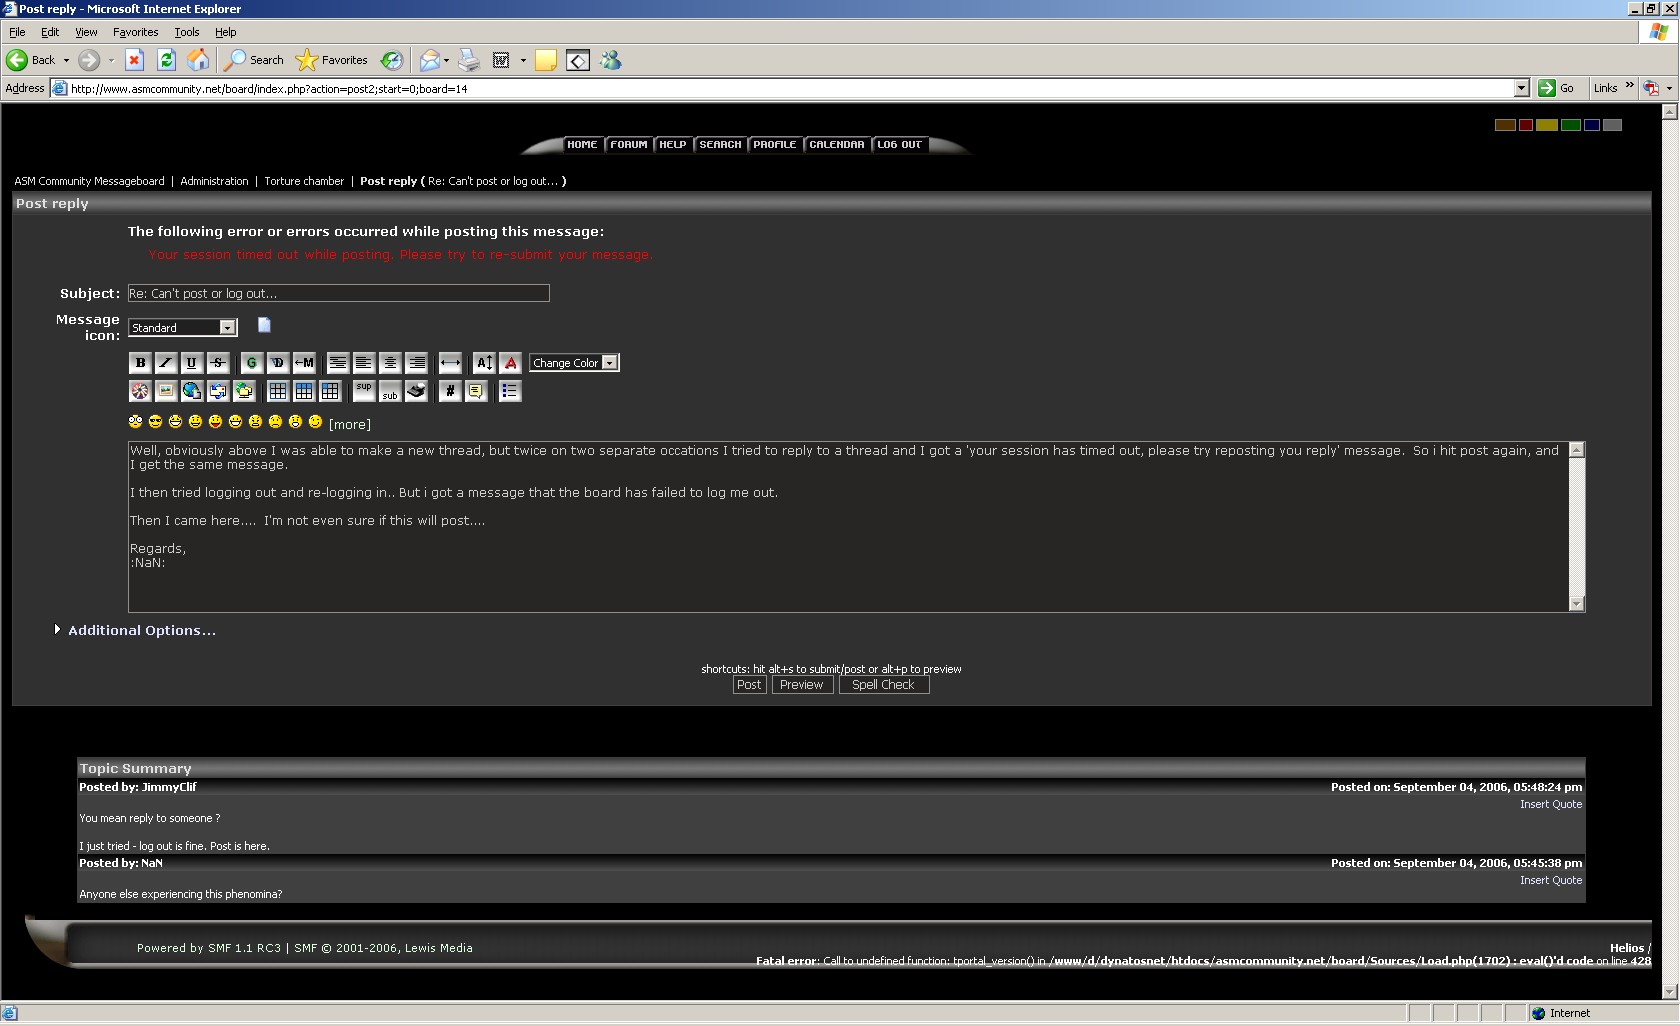 Post reply - Microsoft Internet Explorer
File Edit View Favorites Tools Help
Back Search Favorites
Address http://www.asmcommunity.net/board/index.php?action=post2;start=0;board=14 Go Links »
HOME FORUM HELP SEARCH PROFILE CALENDAR LOG OUT
ASM Community Messageboard | Administration | Torture chamber | Post reply ( Re: Can't post or log out... )
Post reply
The following error or errors occurred while posting this message:
Your session timed out while posting. Please try to re-submit your message.
Subject: Re: Can't post or log out...
Message
icon: Standard
B I U S G D M A A Change Color
sup sub #
[more]
Well, obviously above I was able to make a new thread, but twice on two separate occations I tried to reply to a thread and I got a 'your session has timed out, please try reposting you reply' message.  So i hit post again, and
I get the same message.
I then tried logging out and re-logging in.. But i got a message that the board has failed to log me out.
Then I came here....  I'm not even sure if this will post....
Regards,
:NaN:
Additional Options...
shortcuts: hit alt+s to submit/post or alt+p to preview
Post Preview Spell Check
Topic Summary
Posted by: JimmyClif Posted on: September 04, 2006, 05:48:24 pm
Insert Quote
You mean reply to someone ?
I just tried - log out is fine. Post is here.
Posted by: NaN Posted on: September 04, 2006, 05:45:38 pm
Insert Quote
Anyone else experiencing this phenomina?
Powered by SMF 1.1 RC3 | SMF © 2001-2006, Lewis Media
Helios /
Fatal error: Call to undefined function: tportal_version() in /www/d/dynatosnet/htdocs/asmcommunity.net/board/Sources/Load.php(1702) : eval()'d code on line 428
Internet